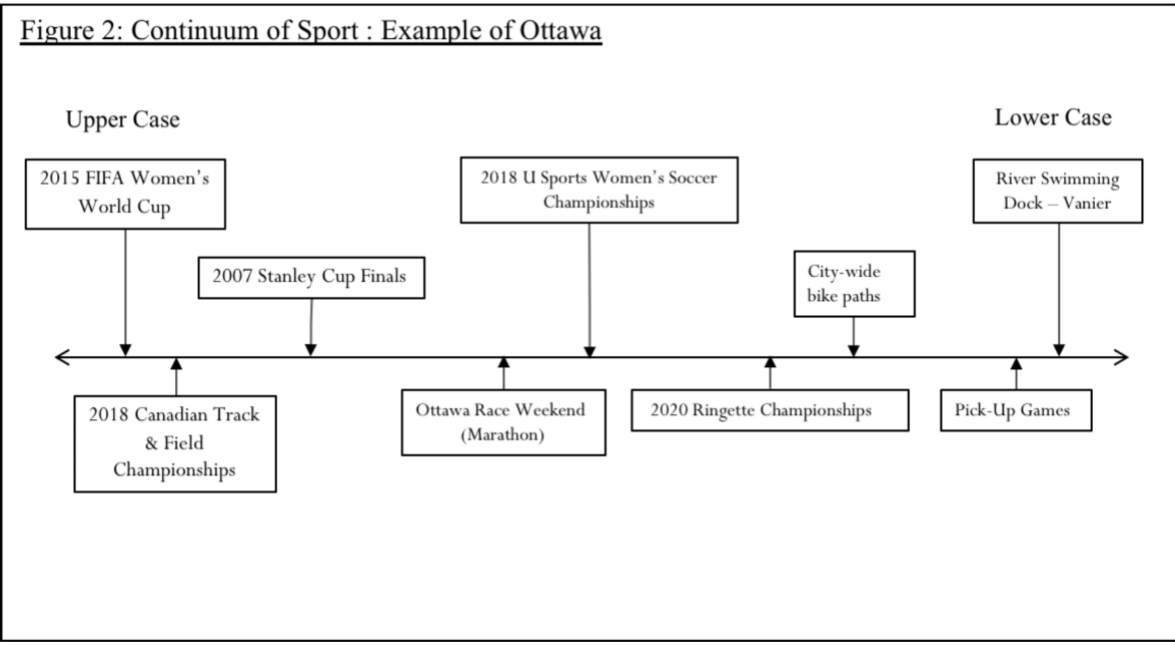 Figure 2: Continuum of Sport : Example of Ottawa
Upper Case
Lower Case
2015 FIFA Women's
World Cup
2018 U Sports Women's Soccer
Championships
River Swimming
Dock – Vanier
2007 Stanley Cup Finals
City-wide
bike paths
2018 Canadian Track
& Field
Championships
Ottawa Race Weekend
(Marathon)
2020 Ringette Championships
Pick-Up Games